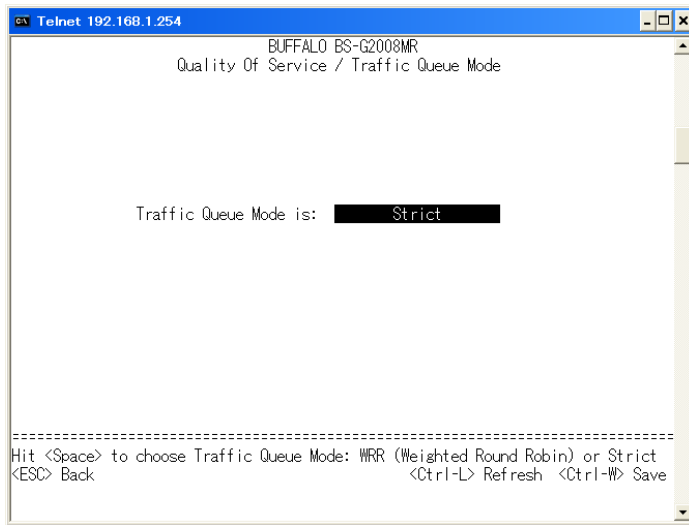 Telnet 192.168.1.254
BUFFALO BS-G2008MR
Quality Of Service / Traffic Queue Mode
Traffic Queue Mode is: Strict
================================================================================
Hit <Space> to choose Traffic Queue Mode: WRR (Weighted Round Robin) or Strict
<ESC> Back <Ctrl-L> Refresh <Ctrl-W> Save